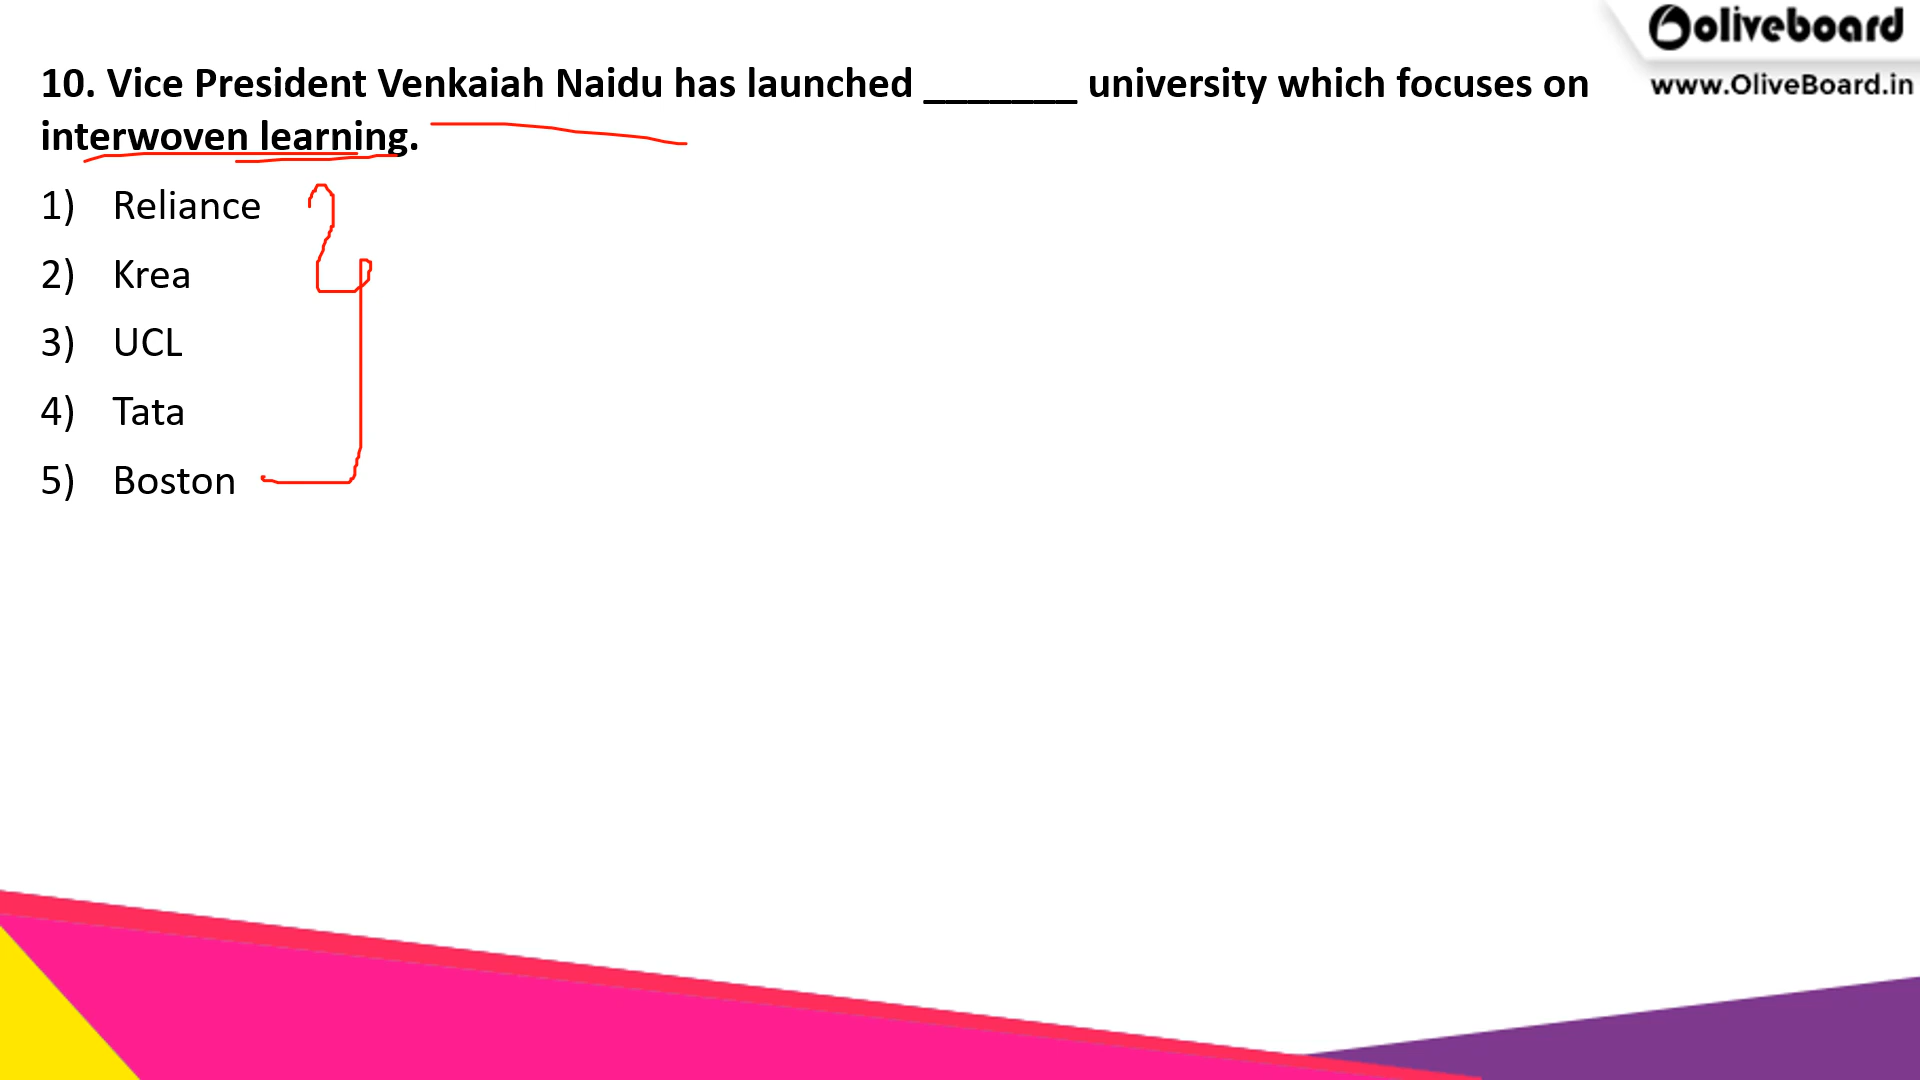 oliveboard
www.OliveBoard.in
10. Vice President Venkaiah Naidu has launched _______ university which focuses on
interwoven learning.
1) Reliance
2) Krea
3) UCL
4) Tata
5) Boston